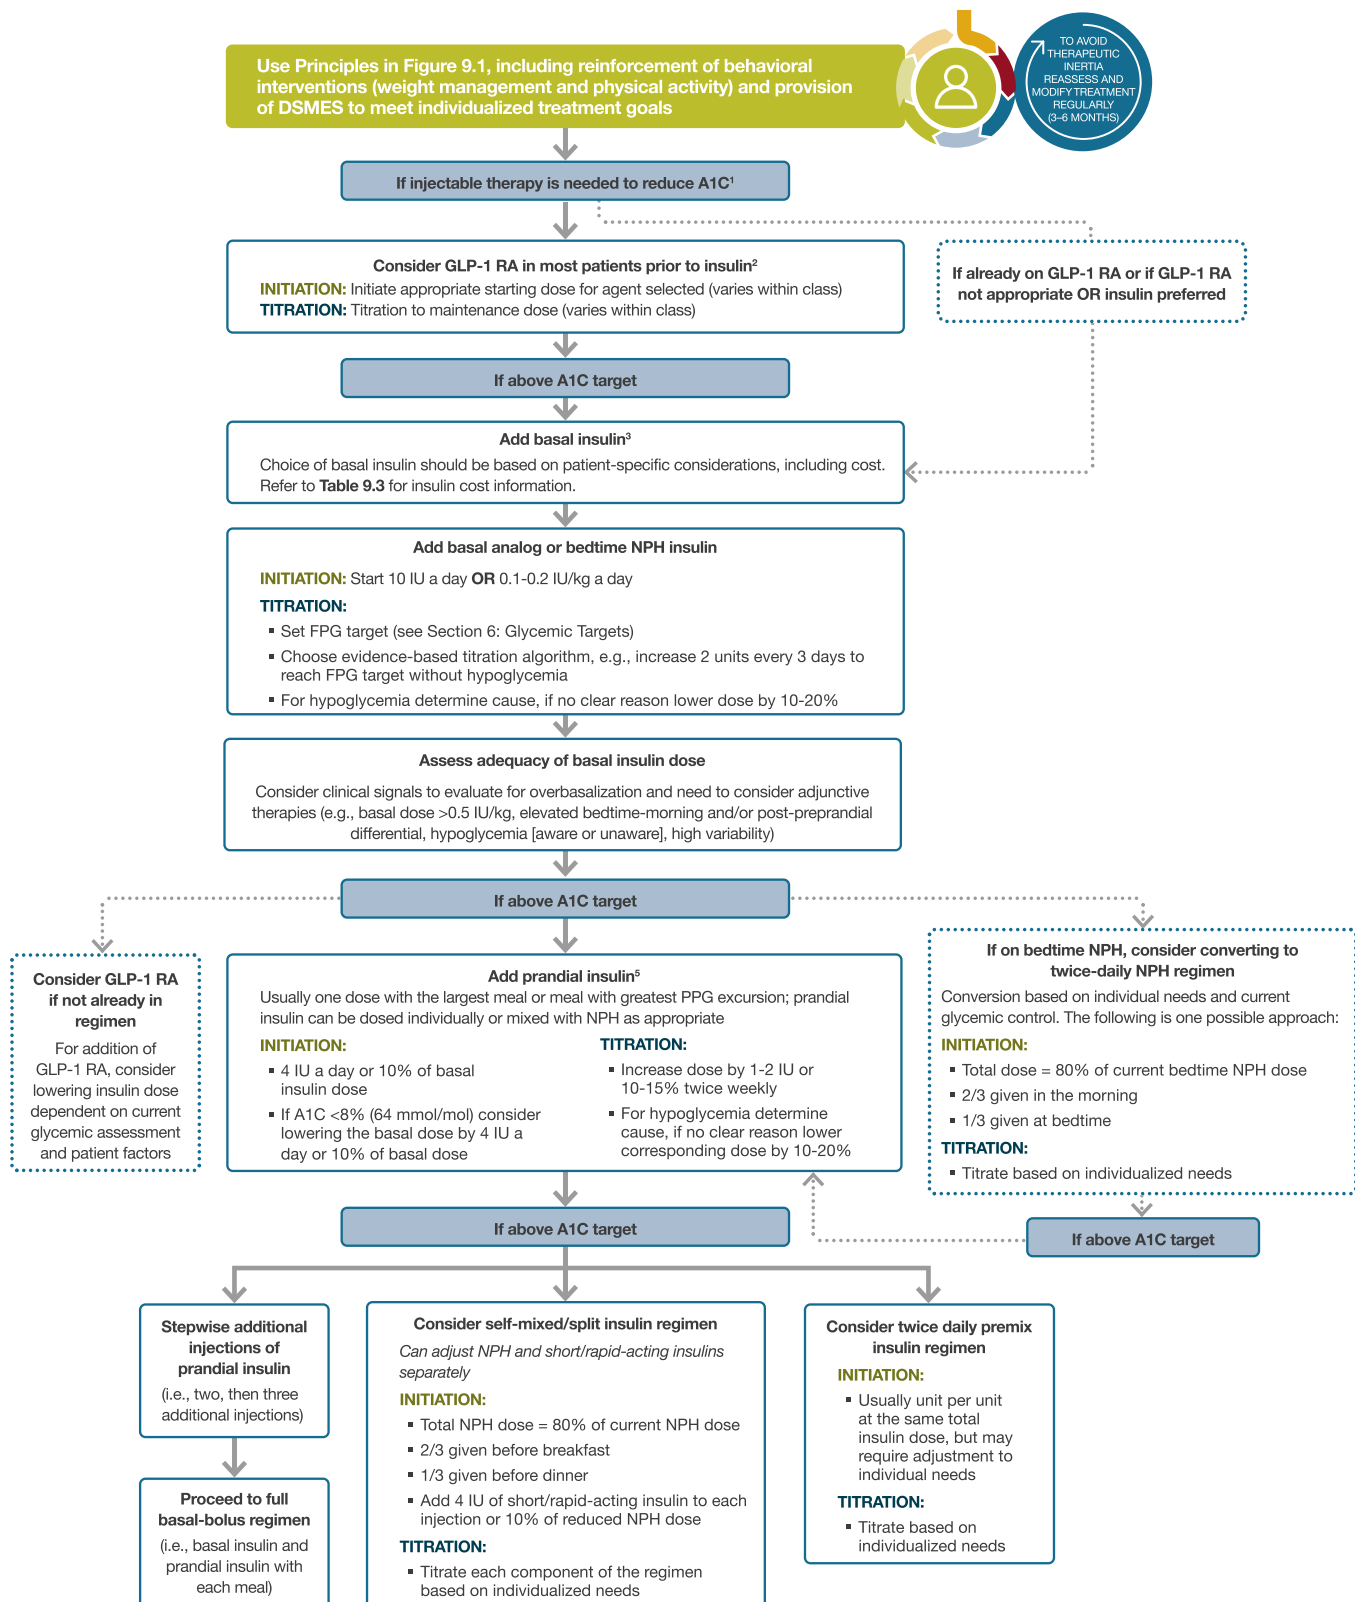 Use Principles in Figure 9.1, including reinforcement of behavioral
interventions (weight management and physical activity) and provision
of DSMES to meet individualized treatment goals
TO AVOID
THERAPEUTIC
INERTIA
REASSESS AND
MODIFY TREATMENT
REGULARLY
(3–6 MONTHS)
If injectable therapy is needed to reduce A1C¹
Consider GLP-1 RA in most patients prior to insulin²
INITIATION: Initiate appropriate starting dose for agent selected (varies within class)
TITRATION: Titration to maintenance dose (varies within class)
If already on GLP-1 RA or if GLP-1 RA
not appropriate OR insulin preferred
If above A1C target
Add basal insulin³
Choice of basal insulin should be based on patient-specific considerations, including cost.
Refer to Table 9.3 for insulin cost information.
Add basal analog or bedtime NPH insulin
INITIATION: Start 10 IU a day OR 0.1-0.2 IU/kg a day
TITRATION:
▪ Set FPG target (see Section 6: Glycemic Targets)
▪ Choose evidence-based titration algorithm, e.g., increase 2 units every 3 days to
reach FPG target without hypoglycemia
▪ For hypoglycemia determine cause, if no clear reason lower dose by 10-20%
Assess adequacy of basal insulin dose
Consider clinical signals to evaluate for overbasalization and need to consider adjunctive
therapies (e.g., basal dose >0.5 IU/kg, elevated bedtime-morning and/or post-preprandial
differential, hypoglycemia [aware or unaware], high variability)
If above A1C target
Consider GLP-1 RA
if not already in
regimen
For addition of
GLP-1 RA, consider
lowering insulin dose
dependent on current
glycemic assessment
and patient factors
Add prandial insulin⁵
Usually one dose with the largest meal or meal with greatest PPG excursion; prandial
insulin can be dosed individually or mixed with NPH as appropriate
INITIATION:
▪ 4 IU a day or 10% of basal
insulin dose
▪ If A1C <8% (64 mmol/mol) consider
lowering the basal dose by 4 IU a
day or 10% of basal dose
TITRATION:
▪ Increase dose by 1-2 IU or
10-15% twice weekly
▪ For hypoglycemia determine
cause, if no clear reason lower
corresponding dose by 10-20%
If on bedtime NPH, consider converting to
twice-daily NPH regimen
Conversion based on individual needs and current
glycemic control. The following is one possible approach:
INITIATION:
▪ Total dose = 80% of current bedtime NPH dose
▪ 2/3 given in the morning
▪ 1/3 given at bedtime
TITRATION:
▪ Titrate based on individualized needs
If above A1C target
If above A1C target
Stepwise additional
injections of
prandial insulin
(i.e., two, then three
additional injections)
Proceed to full
basal-bolus regimen
(i.e., basal insulin and
prandial insulin with
each meal)
Consider self-mixed/split insulin regimen
Can adjust NPH and short/rapid-acting insulins
separately
INITIATION:
▪ Total NPH dose = 80% of current NPH dose
▪ 2/3 given before breakfast
▪ 1/3 given before dinner
▪ Add 4 IU of short/rapid-acting insulin to each
injection or 10% of reduced NPH dose
TITRATION:
▪ Titrate each component of the regimen
based on individualized needs
Consider twice daily premix
insulin regimen
INITIATION:
▪ Usually unit per unit
at the same total
insulin dose, but may
require adjustment to
individual needs
TITRATION:
▪ Titrate based on
individualized needs